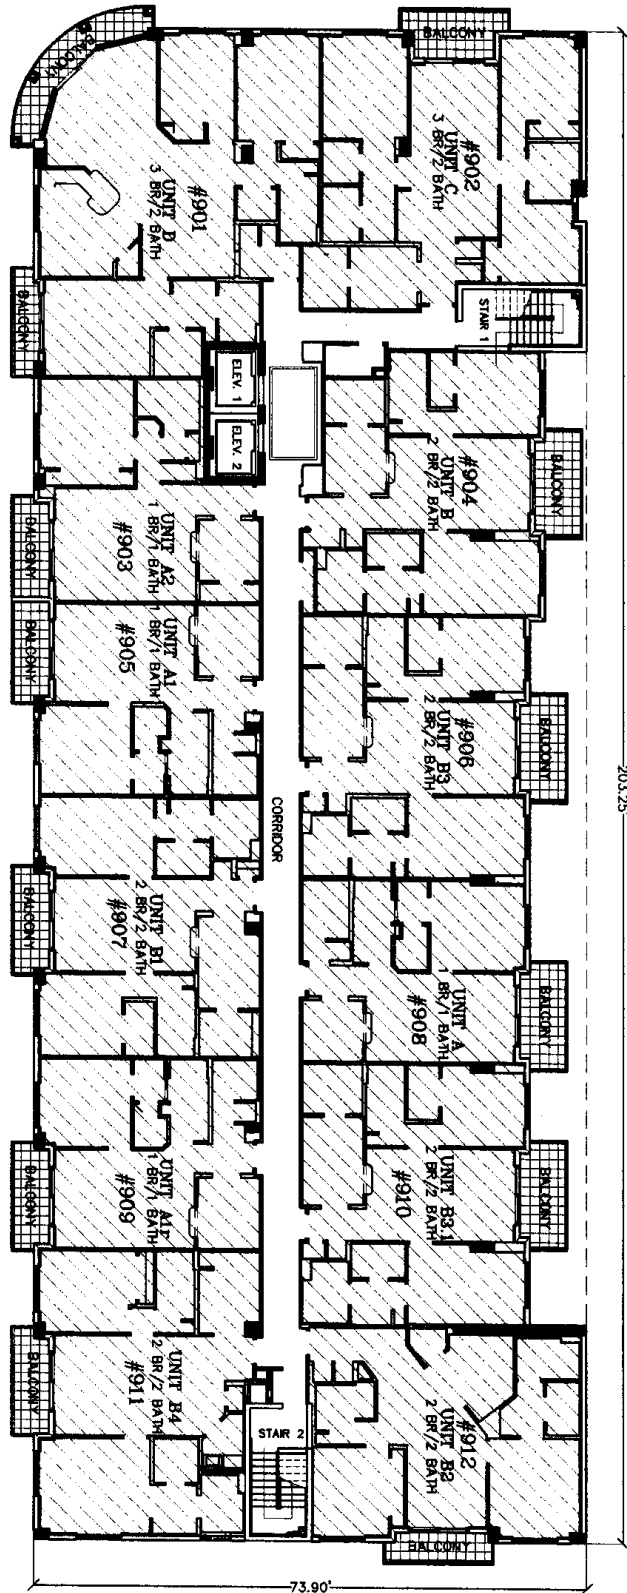 BALCONY
BALCONY
#901
UNIT D
3 BR/2 BATH
#902
UNIT C
3 BR/2 BATH
BALCONY
STAIR 1
ELEV. 1
ELEV. 2
#904
UNIT B
2 BR/2 BATH
BALCONY
UNIT A2
1 BR/1 BATH
#903
BALCONY
UNIT A1
1 BR/1 BATH
#905
BALCONY
#906
UNIT B3
2 BR/2 BATH
BALCONY
203.25
CORRIDOR
UNIT B1
2 BR/2 BATH
#907
BALCONY
UNIT A
1 BR/1 BATH
#908
BALCONY
UNIT A1F
1 BR/1 BATH
#909
BALCONY
UNIT B3.1
2 BR/2 BATH
#910
BALCONY
UNIT B4
2 BR/2 BATH
#911
BALCONY
STAIR 2
#912
UNIT B2
2 BR/2 BATH
BALCONY
73.90'